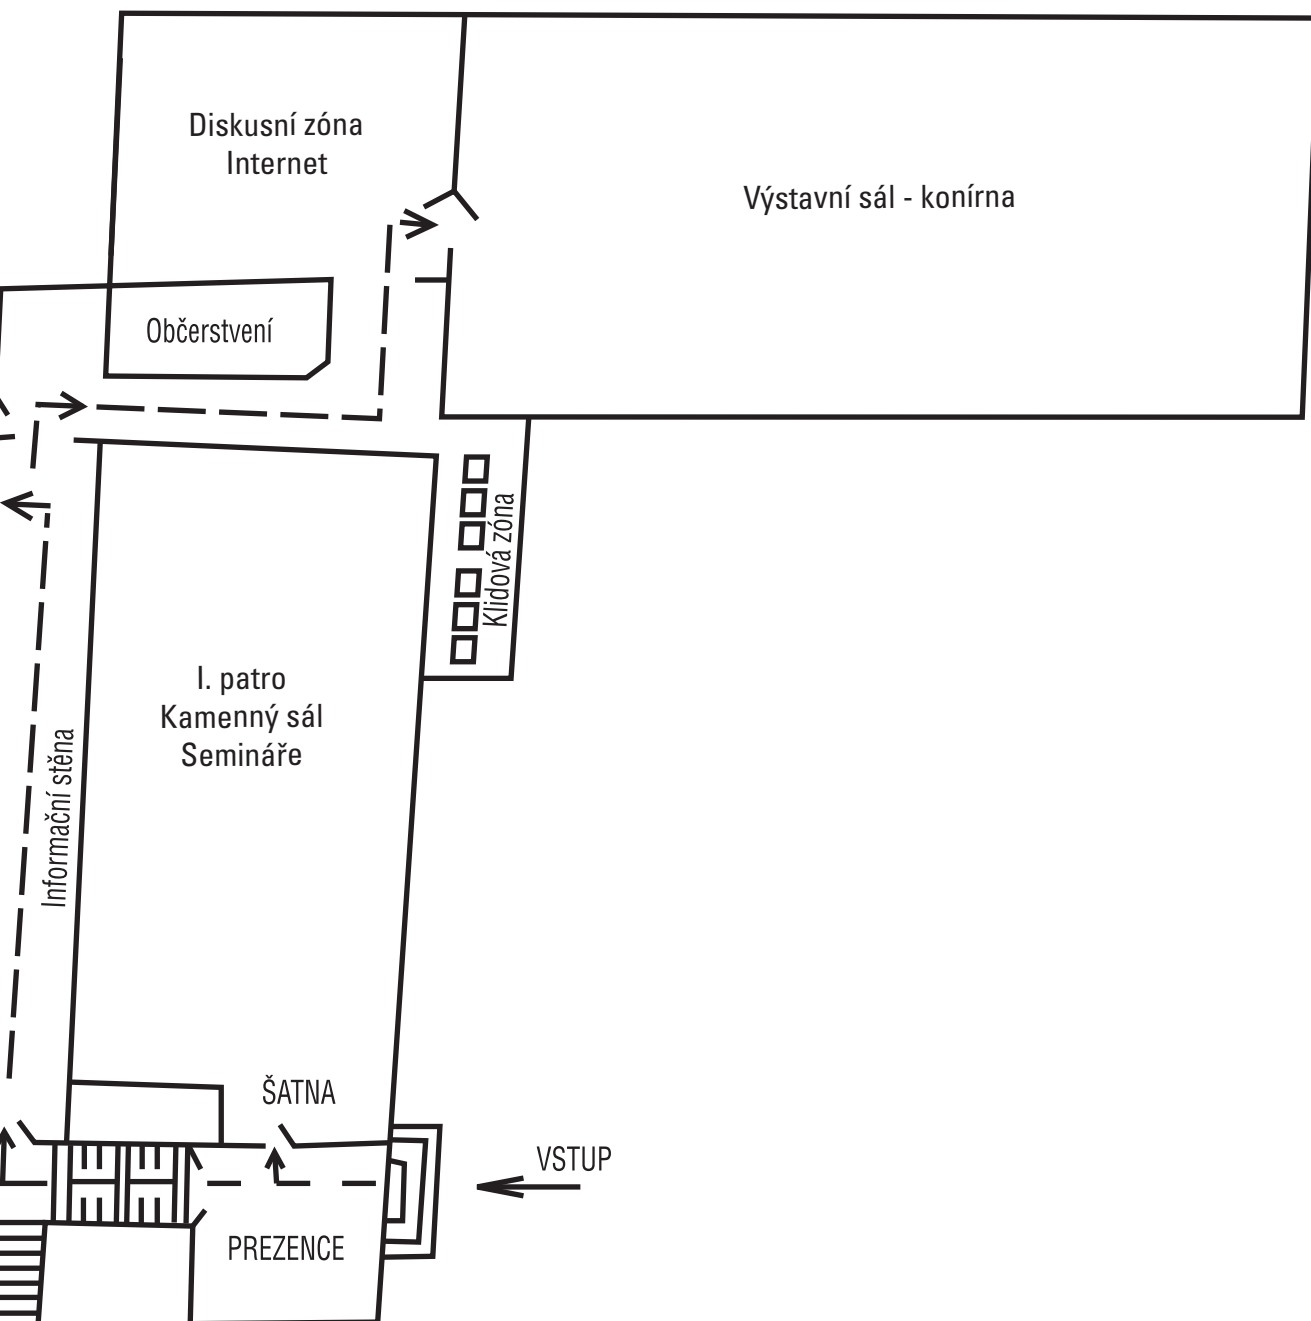 Diskusní zóna
Internet
Výstavní sál - konírna
Občerstvení
Klidová zóna
I. patro
Kamenný sál
Semináře
Informační stěna
ŠATNA
VSTUP
PREZENCE